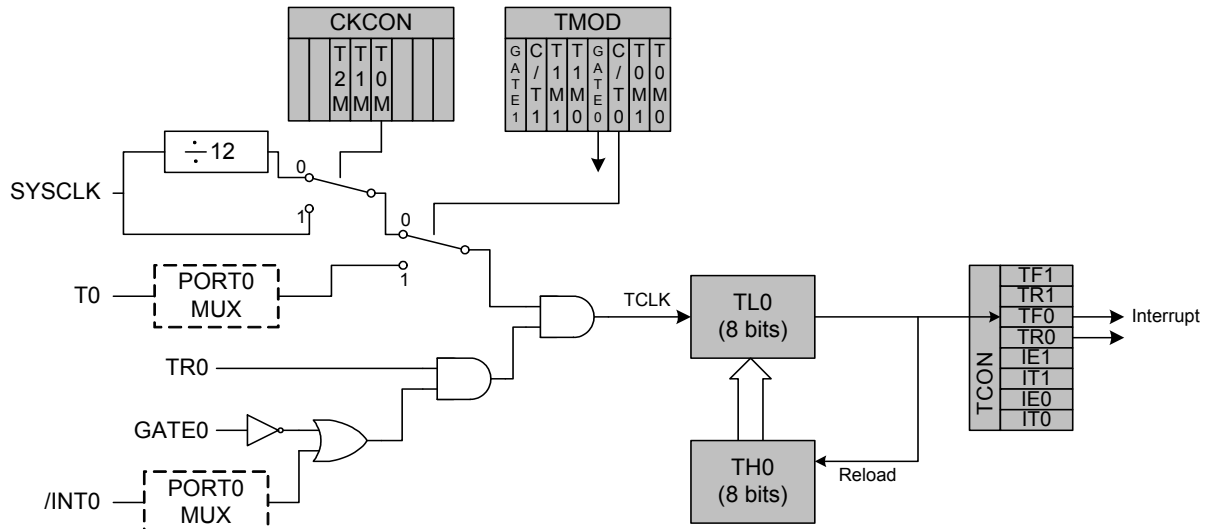 CKCON
T2M
T1M
T0M
TMOD
GATE1
C/T1
T1M1
T1M0
GATE0
C/T0
T0M1
T0M0
÷12
SYSCLK
0
1
0
1
T0
PORT0
MUX
TCLK
TL0
(8 bits)
TR0
GATE0
/INT0
PORT0
MUX
TH0
(8 bits)
Reload
TCON
TF1
TR1
TF0
TR0
IE1
IT1
IE0
IT0
Interrupt